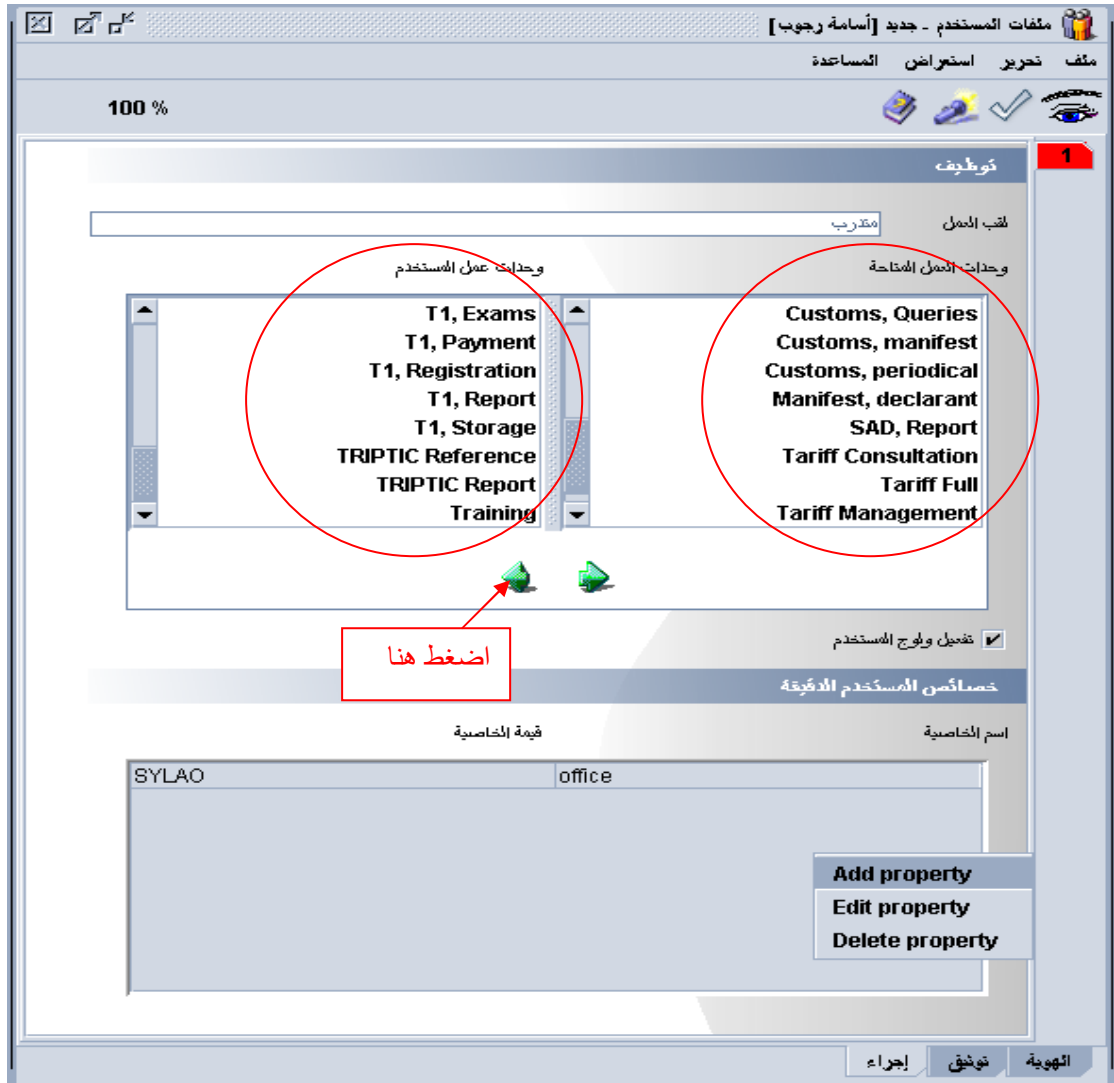 ملفات المستخدم - جديد [أسامة رجوب]
ملف تحرير استعراض المساعدة
100 %
1
توظيف
لقب العمل
متدرب
وحدات العمل المتاحة
وحدات عمل المستخدم
Customs, Queries
Customs, manifest
Customs, periodical
Manifest, declarant
SAD, Report
Tariff Consultation
Tariff Full
Tariff Management
T1, Exams
T1, Payment
T1, Registration
T1, Report
T1, Storage
TRIPTIC Reference
TRIPTIC Report
Training
اضغط هنا
تفعيل ولوج المستخدم
خصائص المستخدم الدقيقة
اسم الخاصية
قيمة الخاصية
SYLAO office
Add property
Edit property
Delete property
الهوية توثيق إجراء